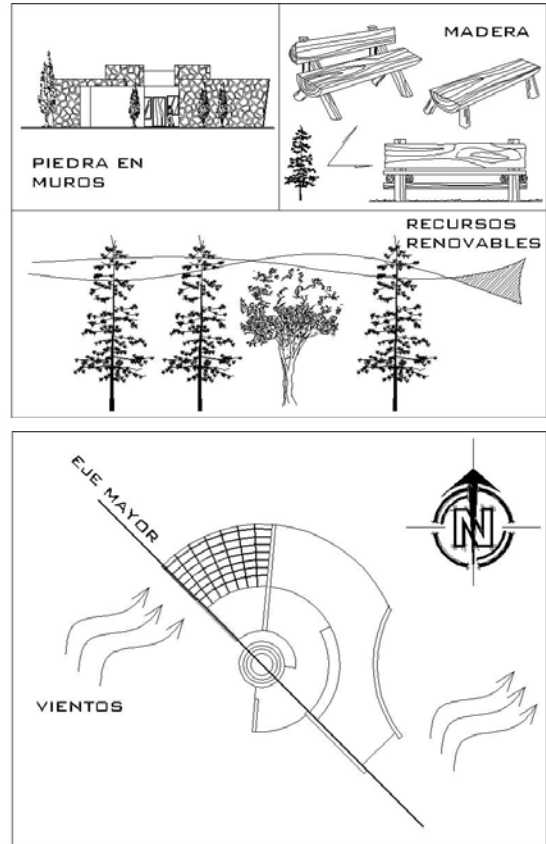 PIEDRA EN
MUROS
MADERA
RECURSOS
RENOVABLES
EJE MAYOR
N
VIENTOS